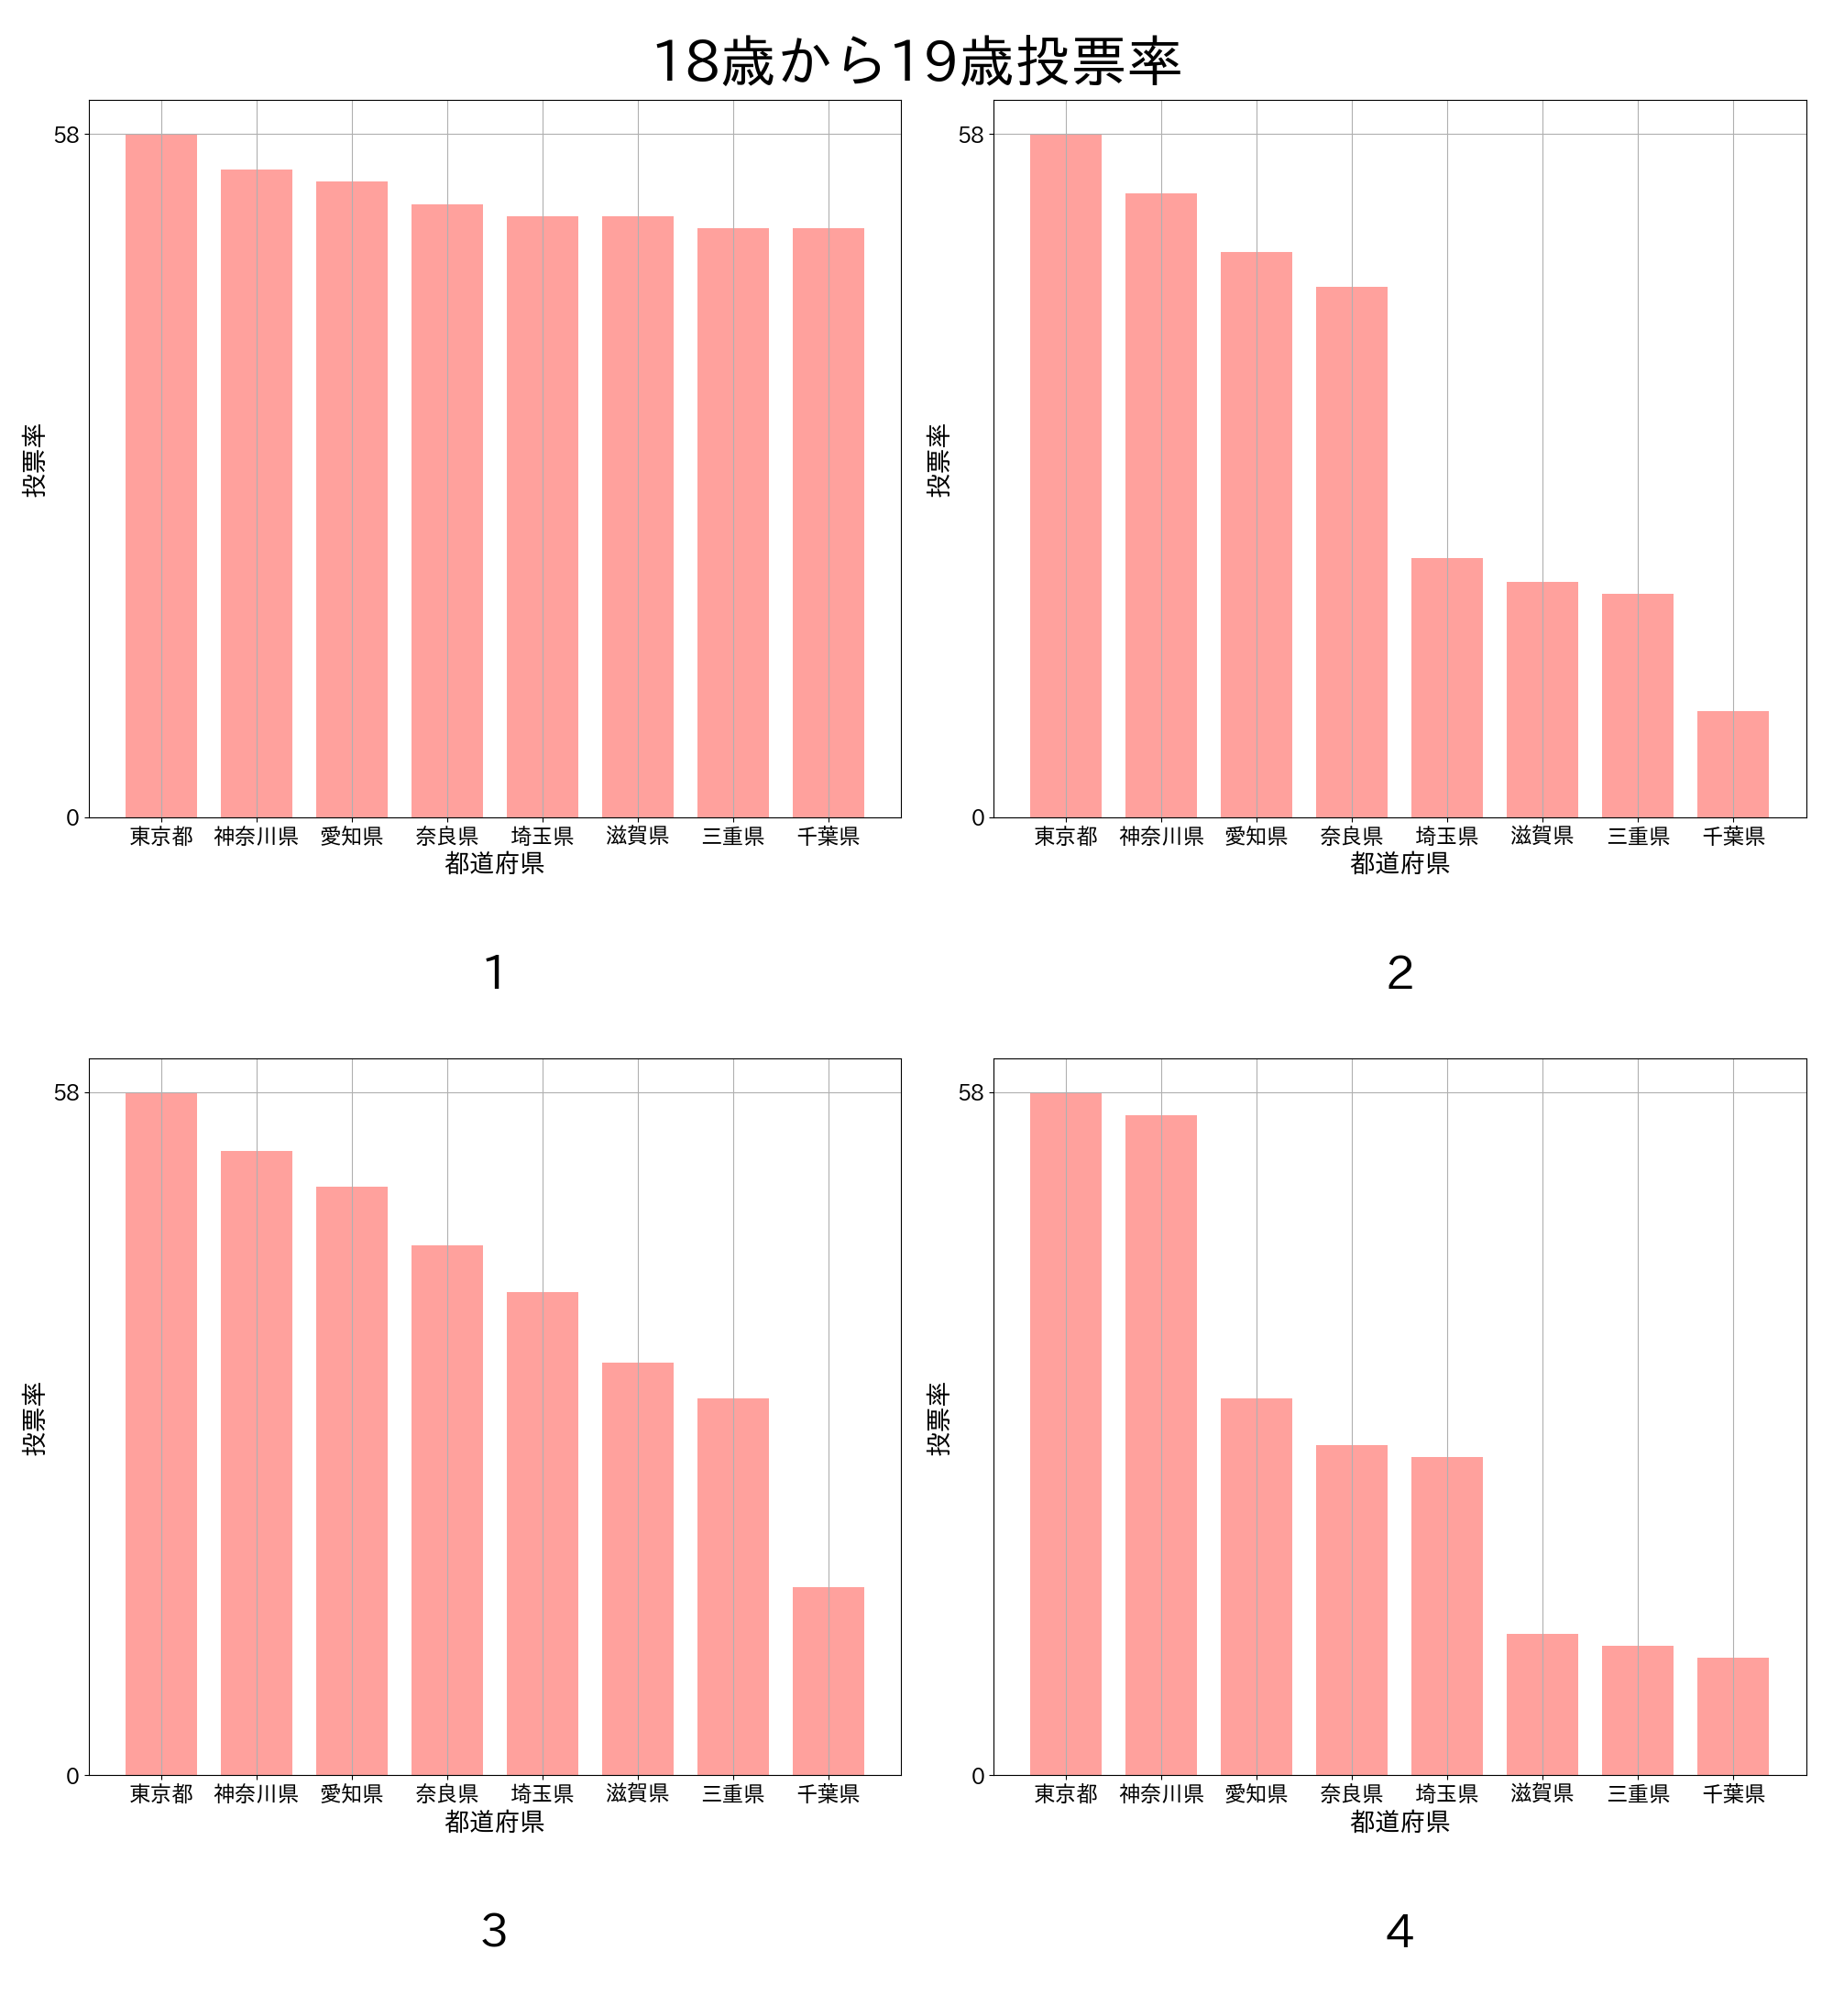 18歳から19歳投票率
58
0
投票率
東京都 神奈川県 愛知県 奈良県 埼玉県 滋賀県 三重県 千葉県
都道府県
1
58
0
投票率
東京都 神奈川県 愛知県 奈良県 埼玉県 滋賀県 三重県 千葉県
都道府県
2
58
0
投票率
東京都 神奈川県 愛知県 奈良県 埼玉県 滋賀県 三重県 千葉県
都道府県
3
58
0
投票率
東京都 神奈川県 愛知県 奈良県 埼玉県 滋賀県 三重県 千葉県
都道府県
4